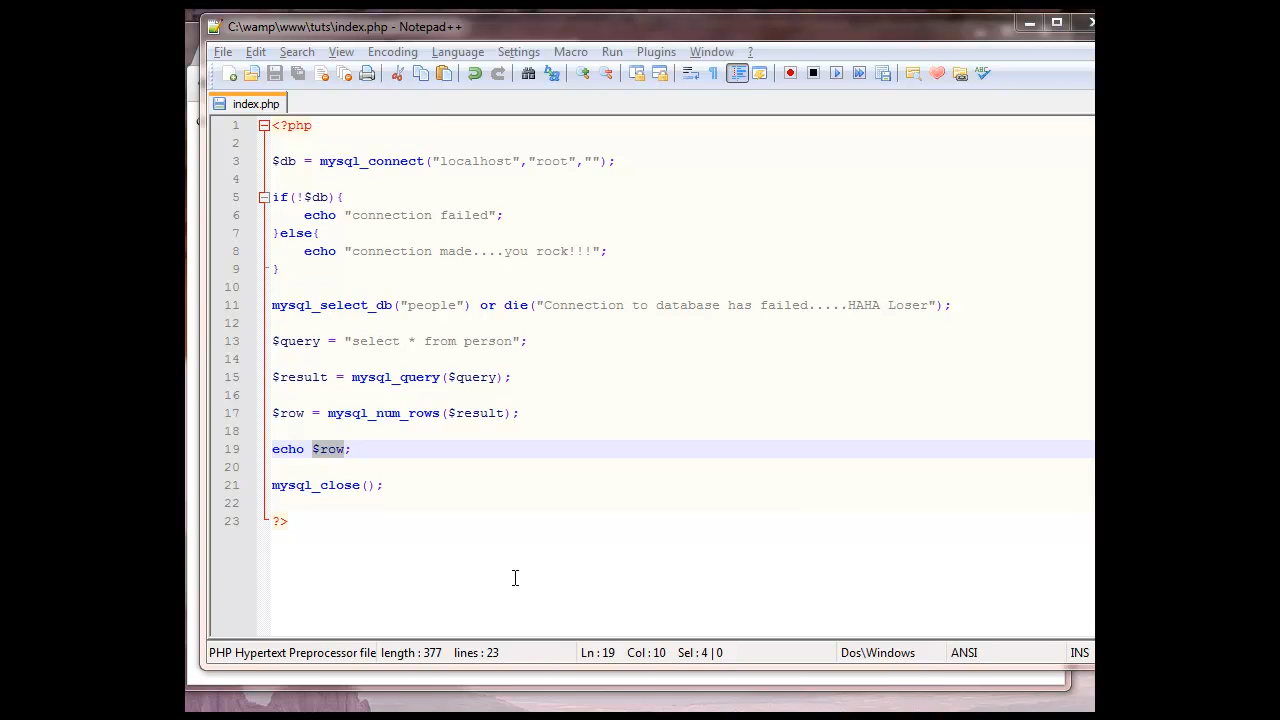 C:\wamp\www\tuts\index.php - Notepad++
File Edit Search View Encoding Language Settings Macro Run Plugins Window ?
index.php
1 <?php
2
3 $db = mysql_connect("localhost","root","");
4
5 if(!$db){
6 echo "connection failed";
7 }else{
8 echo "connection made....you rock!!!";
9 }
10
11 mysql_select_db("people") or die("Connection to database has failed.....HAHA Loser");
12
13 $query = "select * from person";
14
15 $result = mysql_query($query);
16
17 $row = mysql_num_rows($result);
18
19 echo $row;
20
21 mysql_close();
22
23 ?>
PHP Hypertext Preprocessor file length : 377 lines : 23 Ln : 19 Col : 10 Sel : 4 | 0 Dos\Windows ANSI INS